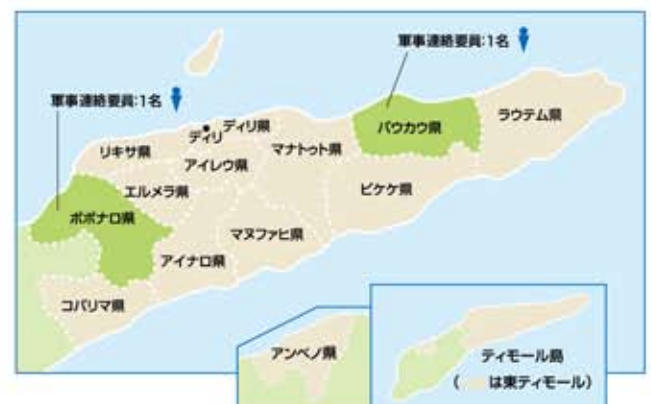 軍事連絡要員:1名
軍事連絡要員:1名
ラウテム県
バウカウ県
ディリ県
ディリ
マナトゥト県
リキサ県
アイレウ県
ビケケ県
エルメラ県
ボボナロ県
マヌファヒ県
アイナロ県
コバリマ県
アンベノ県
ティモール島
( は東ティモール)